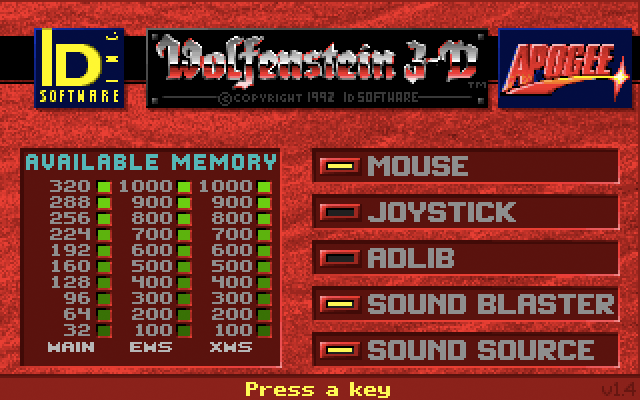 ID INC
SOFTWARE
Wolfenstein 3-D™
©COPYRIGHT 1992 ID SOFTWARE
APOGEE
AVAILABLE MEMORY
320 1000 1000
288 900 900
256 800 800
224 700 700
192 600 600
160 500 500
128 400 400
96 300 300
64 200 200
32 100 100
MAIN EMS XMS
MOUSE
JOYSTICK
ADLIB
SOUND BLASTER
SOUND SOURCE
Press a key
v1.4